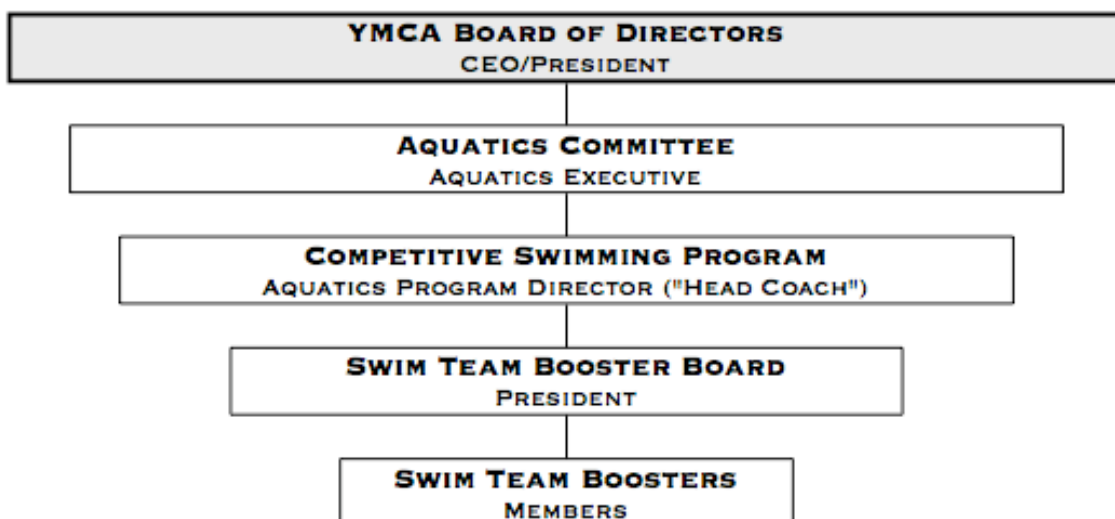 YMCA Board of Directors
CEO/President
Aquatics Committee
Aquatics Executive
Competitive Swimming Program
Aquatics Program Director ("Head Coach")
Swim Team Booster Board
President
Swim Team Boosters
Members